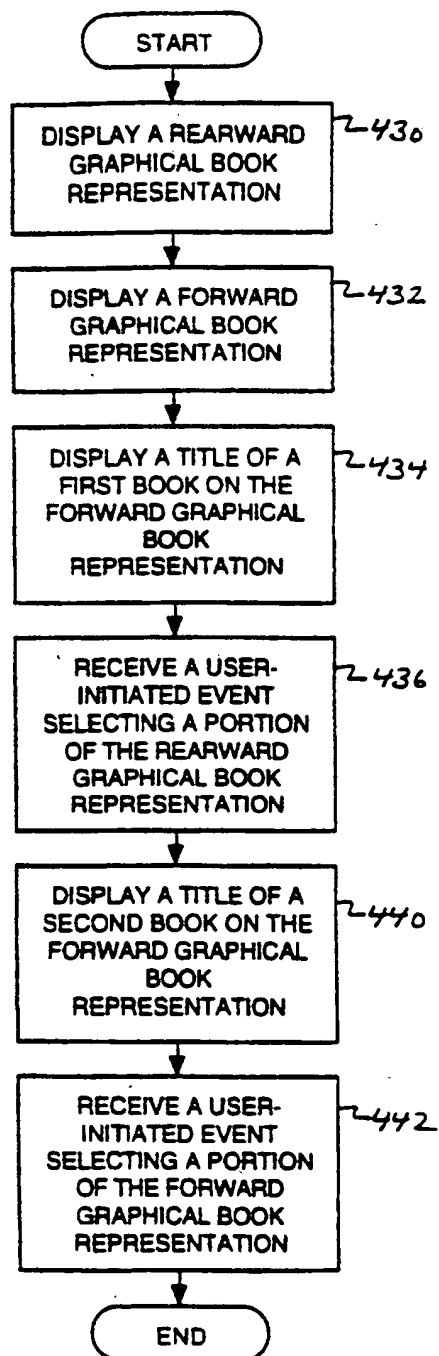 START
DISPLAY A REARWARD
GRAPHICAL BOOK
REPRESENTATION
430
DISPLAY A FORWARD
GRAPHICAL BOOK
REPRESENTATION
432
DISPLAY A TITLE OF A
FIRST BOOK ON THE
FORWARD GRAPHICAL
BOOK
REPRESENTATION
434
RECEIVE A USER-
INITIATED EVENT
SELECTING A PORTION
OF THE REARWARD
GRAPHICAL BOOK
REPRESENTATION
436
DISPLAY A TITLE OF A
SECOND BOOK ON THE
FORWARD GRAPHICAL
BOOK
REPRESENTATION
440
RECEIVE A USER-
INITIATED EVENT
SELECTING A PORTION
OF THE FORWARD
GRAPHICAL BOOK
REPRESENTATION
442
END